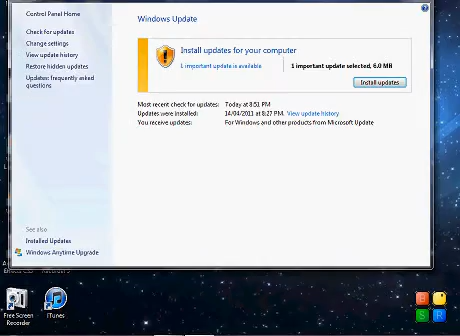 Control Panel Home
Windows Update
Check for updates
Change settings
View update history
Restore hidden updates
Updates: frequently asked
questions
Install updates for your computer
1 important update is available
1 important update selected, 6.0 MB
Install updates
Most recent check for updates: Today at 8:51 PM
Updates were installed: 14/04/2011 at 8:27 PM. View update history
You receive updates: For Windows and other products from Microsoft Update
See also
Installed Updates
Windows Anytime Upgrade
Free Screen
Recorder
iTunes
B
S R